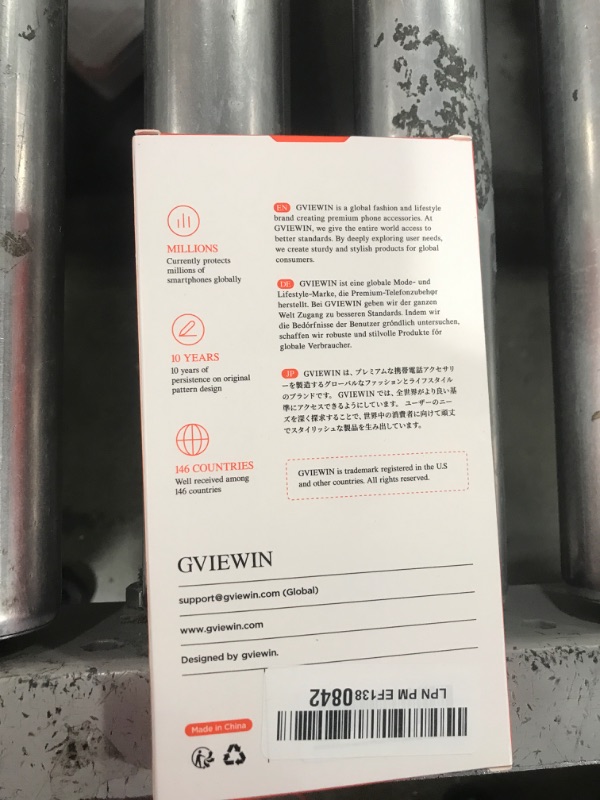 MILLIONS
Currently protects
millions of
smartphones globally
10 YEARS
10 years of
persistence on original
pattern design
146 COUNTRIES
Well received among
146 countries
EN GVIEWIN is a global fashion and lifestyle
brand creating premium phone accessories. At
GVIEWIN, we give the entire world access to
better standards. By deeply exploring user needs,
we create sturdy and stylish products for global
consumers.
DE GVIEWIN ist eine globale Mode- und
Lifestyle-Marke, die Premium-Telefonzubehør
herstellt. Bei GVIEWIN geben wir der ganzen
Welt Zugang zu besseren Standards. Indem wir
die Bedórfnisse der Benutzer gróndlich untersuchen,
schaffen wir robuste und stilvolle Produkte für
globale Verbraucher.
JP GVIEWIN は、プレミアムな携帯電話アクセサリ
ーを製造するグローバルなファッションとライフスタイル
のブランドです。 GVIEWIN では、全世界がより良い基
準にアクセスできるようにしています。 ユーザーのニー
ズを深く探求することで、世界中の消費者に向けて頑丈
でスタイリッシュな製品を生み出しています。
GVIEWIN is trademark registered in the U.S
and other countries. All rights reserved.
GVIEWIN
support@gviewin.com (Global)
www.gviewin.com
Designed by gviewin.
LPN PM EF1380842
Made in China